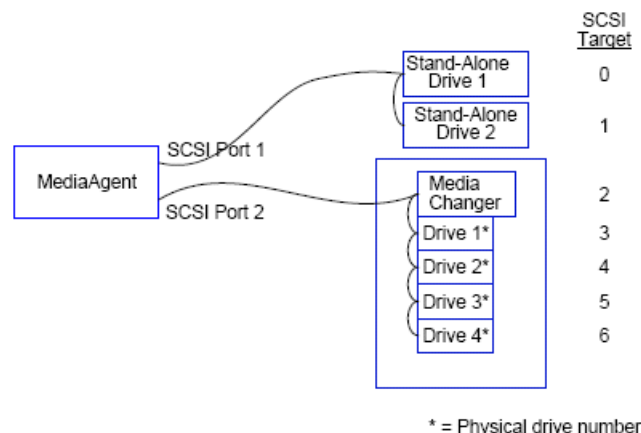 SCSI
Target
Stand-Alone
Drive 1
0
Stand-Alone
Drive 2
1
SCSI Port 1
MediaAgent
SCSI Port 2
Media
Changer
2
Drive 1*
3
Drive 2*
4
Drive 3*
5
Drive 4*
6
* = Physical drive number